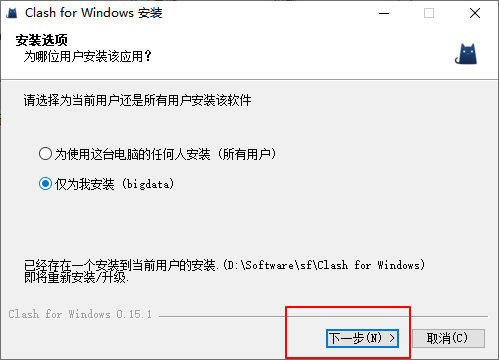 Clash for Windows 安装
安装选项
为哪位用户安装该应用？
请选择为当前用户还是所有用户安装该软件
为使用这台电脑的任何人安装 (所有用户)
仅为我安装 (bigdata)
已经存在一个安装到当前用户的安装.(D:\Software\sf\Clash for Windows)
即将重新安装/升级.
Clash for Windows 0.15.1
下一步(N) >
取消(C)